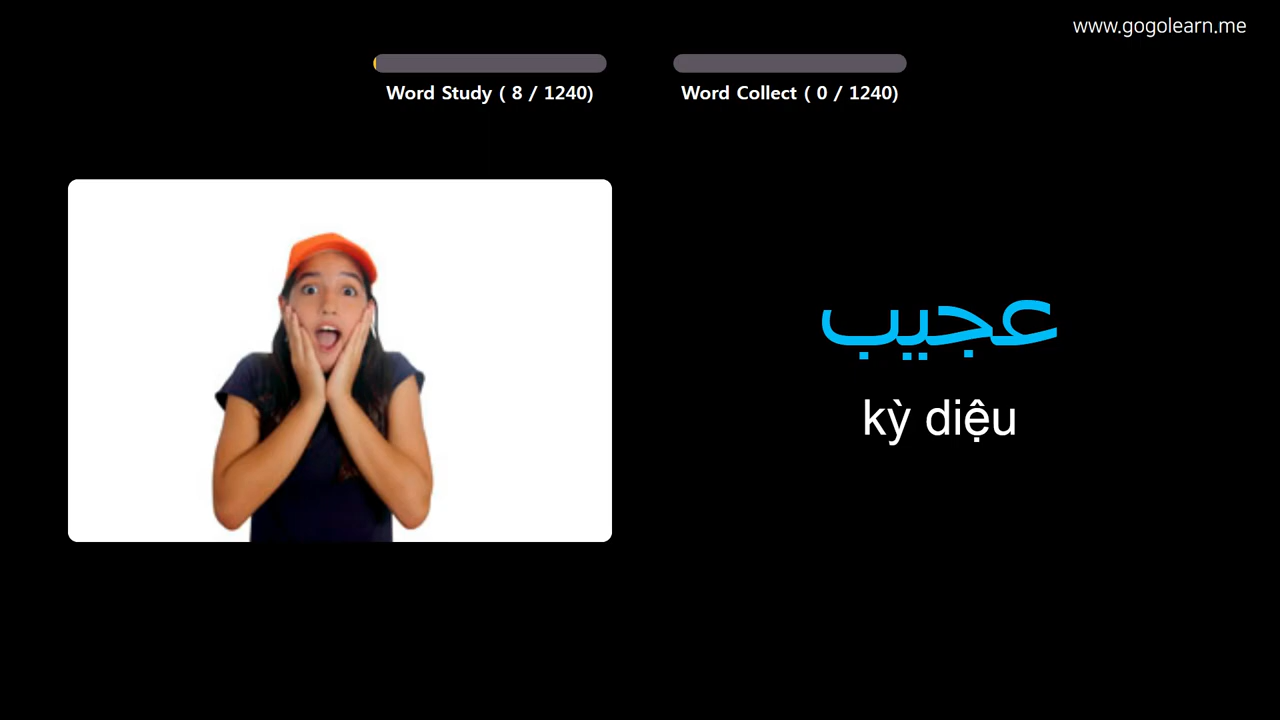 www.gogolearn.me
Word Study ( 8 / 1240)
Word Collect ( 0 / 1240)
عجيب
kỳ diệu